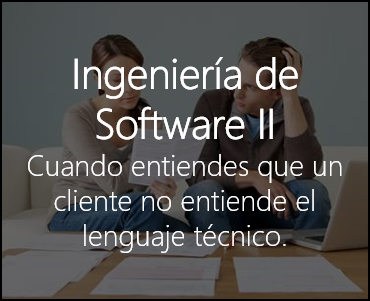 Ingeniería de
Software II
Cuando entiendes que un
cliente no entiende el
lenguaje técnico.